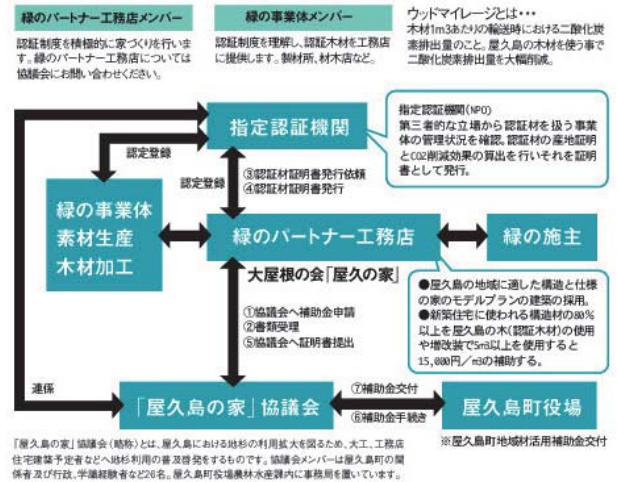 緑のパートナー工務店メンバー
認証制度を積極的に家づくりを行いま
す。緑のパートナー工務店については
協議会にお問い合わせください。
緑の事業体メンバー
認証制度を理解し、認証木材を工務店
に提供します。製材所、材木店など。
ウッドマイレージとは・・・
木材1m3あたりの輸送時における二酸化炭
素排出量のこと。屋久島の木材を使う事で
二酸化炭素排出量を大幅削減。
指定認証機関
指定認証機関(NPO)
第三者的な立場から認証材を扱う事業
体の管理状況を確認。認証材の産地証明
とCO2削減効果の算出を行いそれを証明
書として発行。
認定登録
認定登録
③認証材証明書発行依頼
④認証材証明書発行
緑の事業体
素材生産
木材加工
緑のパートナー工務店
緑の施主
大屋根の会「屋久の家」
●屋久島の地域に適した構造と仕様
の家のモデルプランの建築の採用。
●新築住宅に使われる構造材の80%
以上を屋久島の木(認証木材)の使用
や増改装で5m3以上を使用すると
15,000円/m3の補助する。
①協議会へ補助金申請
②書類受理
⑤協議会へ証明書提出
連係
「屋久島の家」協議会
⑦補助金交付
⑥補助金手続き
屋久島町役場
※屋久島町地域材活用補助金交付
「屋久島の家」協議会(略称)とは、屋久島における地杉の利用拡大を図るため、大工、工務店
住宅建築予定者などへ地杉利用の普及啓発をするものです。協議会メンバーは屋久島町の関
係者及び行政、学識経験者など26名。屋久島町役場農林水産課内に事務局を置いています。